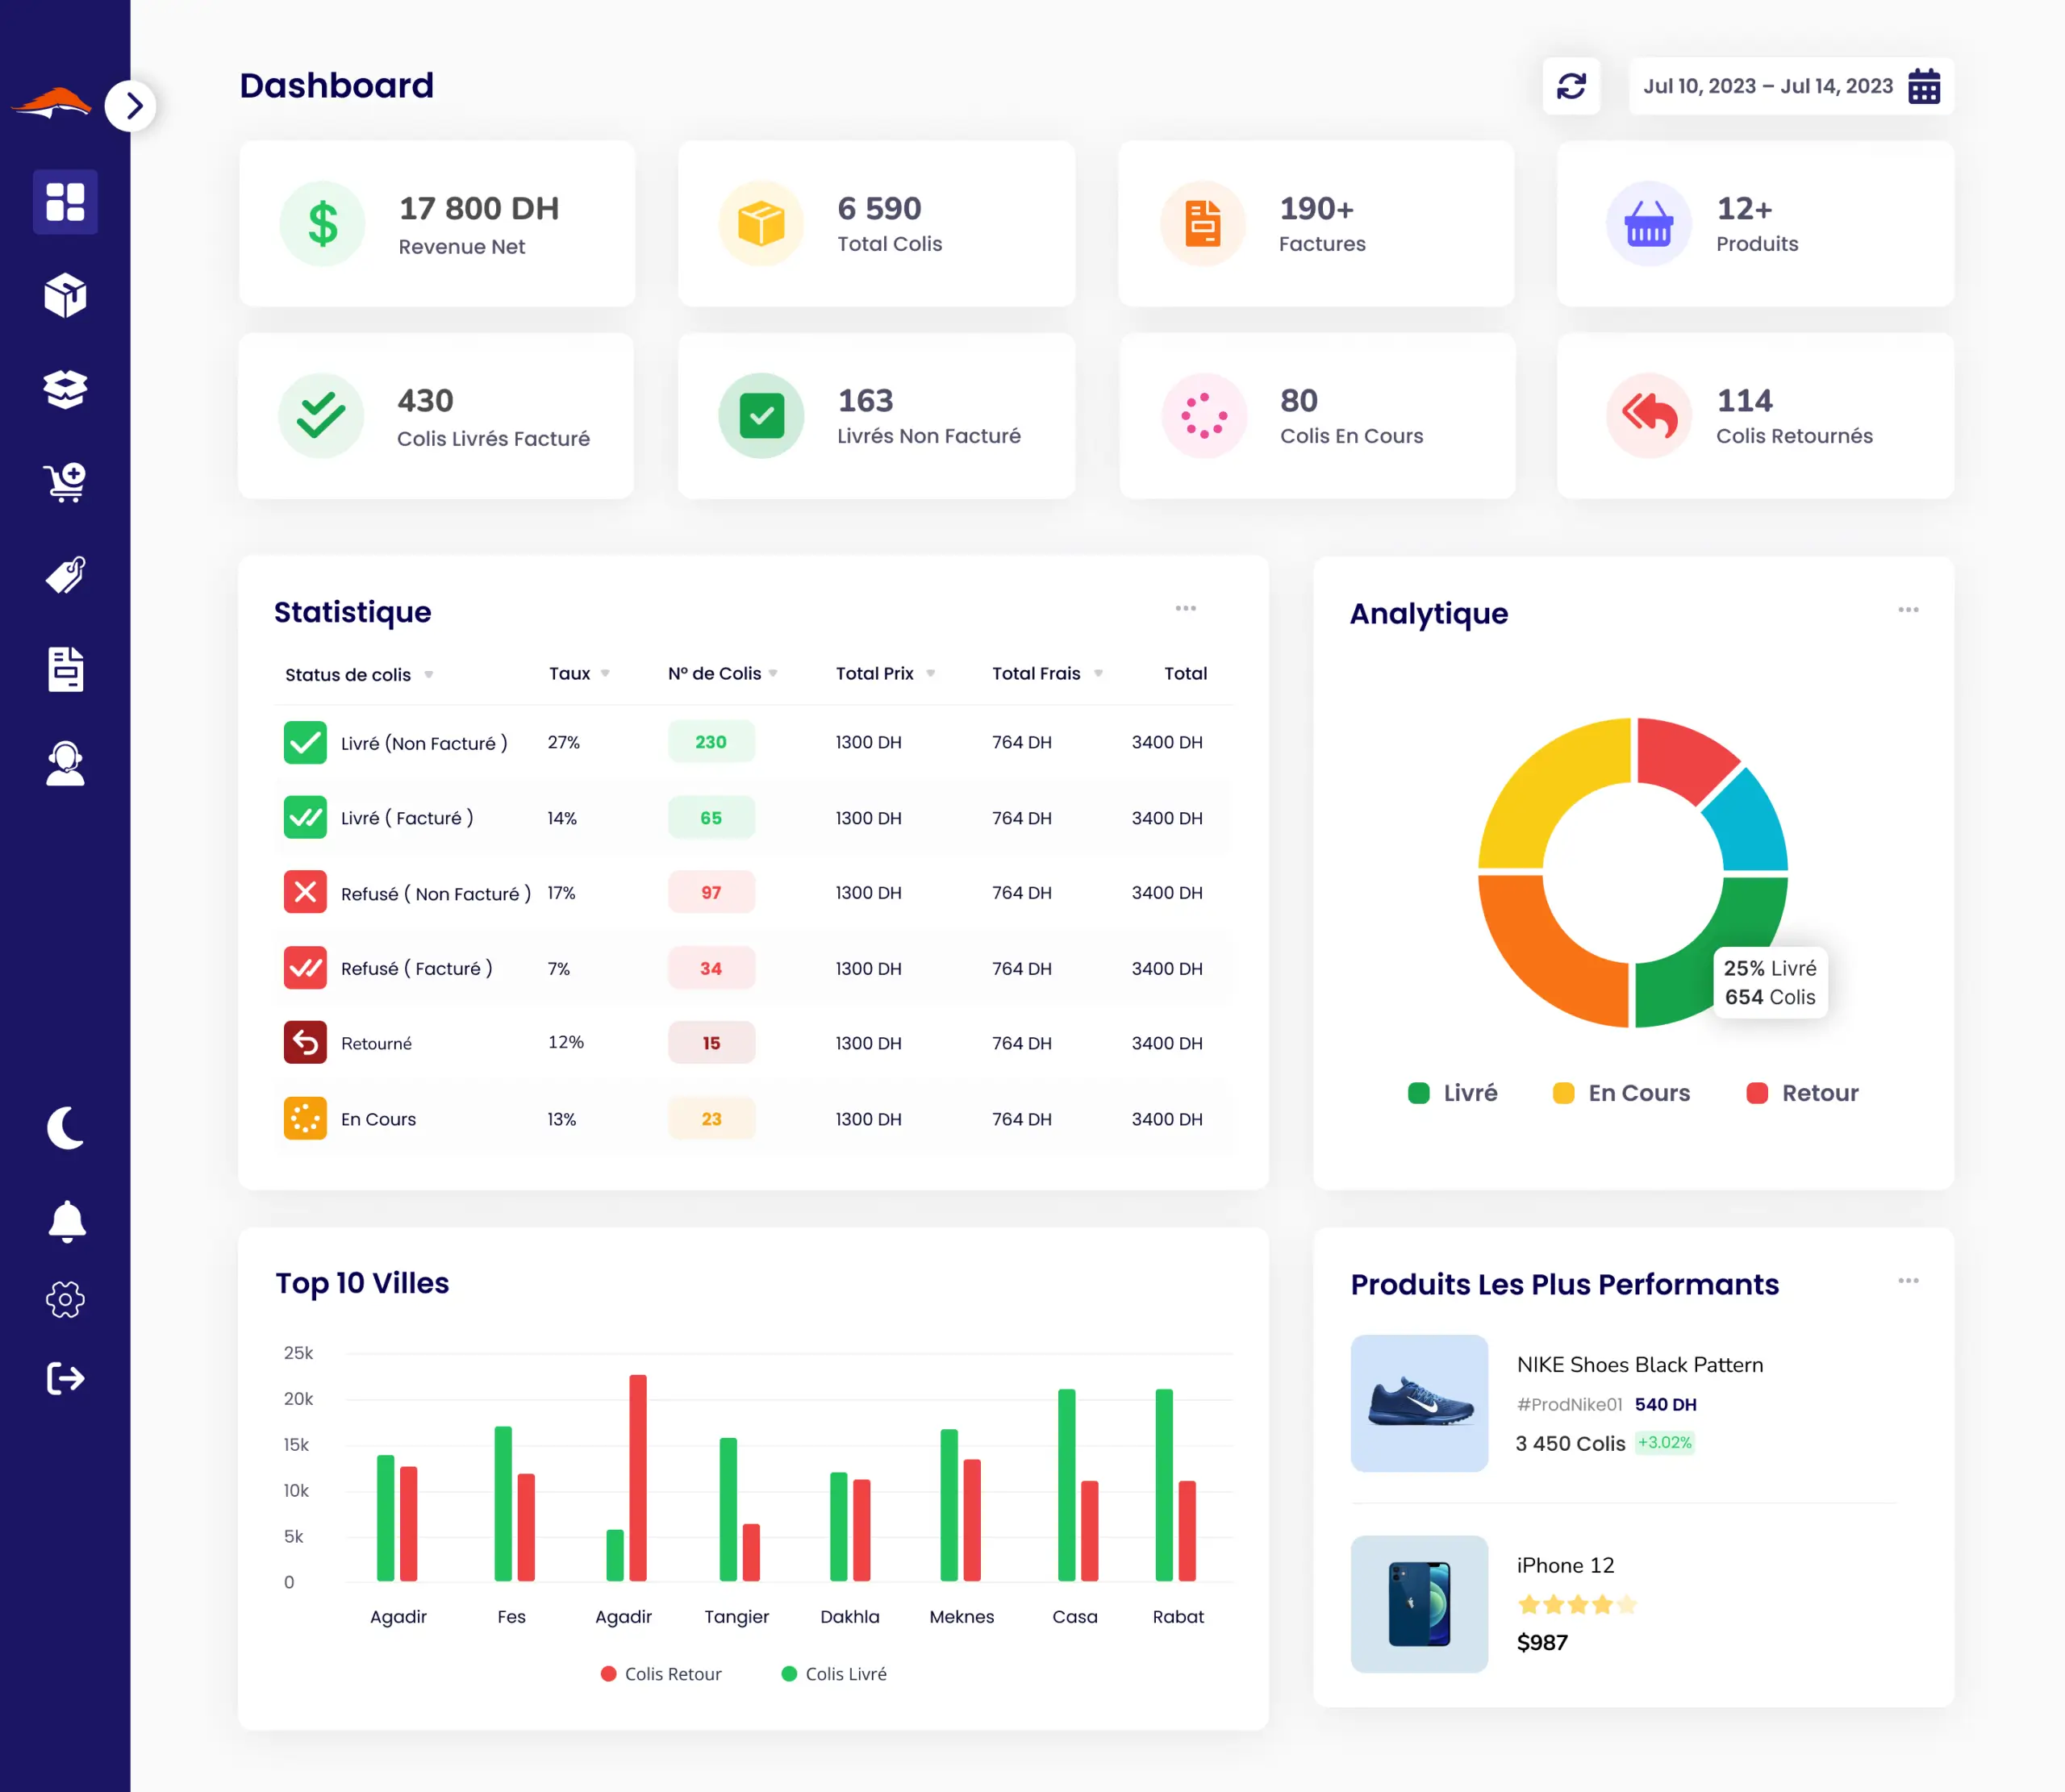 Dashboard
Jul 10, 2023 – Jul 14, 2023
17 800 DH
Revenue Net
6 590
Total Colis
190+
Factures
12+
Produits
430
Colis Livrés Facturé
163
Livrés Non Facturé
80
Colis En Cours
114
Colis Retournés
Statistique
Status de colis Taux N° de Colis Total Prix Total Frais Total
Livré (Non Facturé ) 27% 230 1300 DH 764 DH 3400 DH
Livré ( Facturé ) 14% 65 1300 DH 764 DH 3400 DH
Refusé ( Non Facturé ) 17% 97 1300 DH 764 DH 3400 DH
Refusé ( Facturé ) 7% 34 1300 DH 764 DH 3400 DH
Retourné 12% 15 1300 DH 764 DH 3400 DH
En Cours 13% 23 1300 DH 764 DH 3400 DH
Analytique
25% Livré
654 Colis
Livré En Cours Retour
Top 10 Villes
25k
20k
15k
10k
5k
0
Agadir Fes Agadir Tangier Dakhla Meknes Casa Rabat
Colis Retour Colis Livré
Produits Les Plus Performants
NIKE Shoes Black Pattern
#ProdNike01 540 DH
3 450 Colis +3.02%
iPhone 12
$987